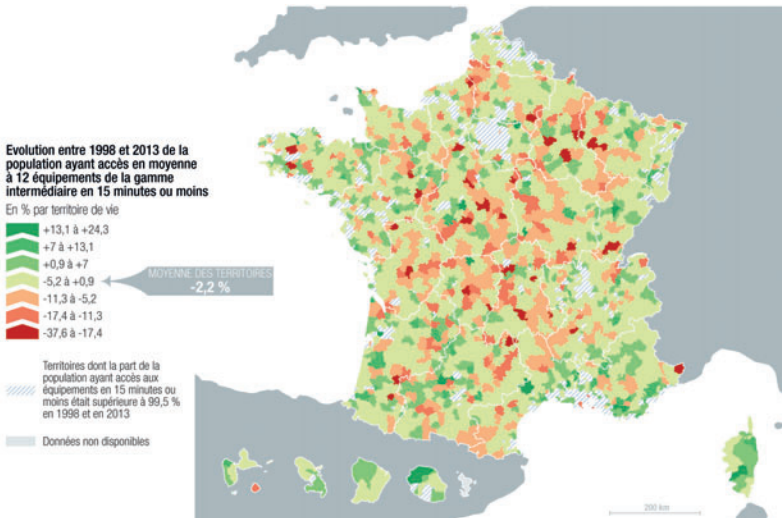 Evolution entre 1998 et 2013 de la
population ayant accès en moyenne
à 12 équipements de la gamme
intermédiaire en 15 minutes ou moins
En % par territoire de vie
+13,1 à +24,3
+7 à +13,1
+0,9 à +7
-5,2 à +0,9
-11,3 à -5,2
-17,4 à -11,3
-37,6 à -17,4
MOYENNE DES TERRITOIRES
-2,2 %
Territoires dont la part de la
population ayant accès aux
équipements en 15 minutes ou
moins était supérieure à 99,5 %
en 1998 et en 2013
Données non disponibles
200 km